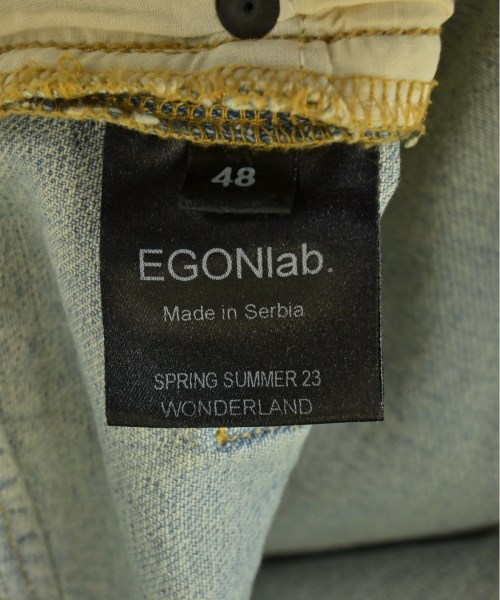 48
EGONlab.
Made in Serbia
SPRING SUMMER 23
WONDERLAND